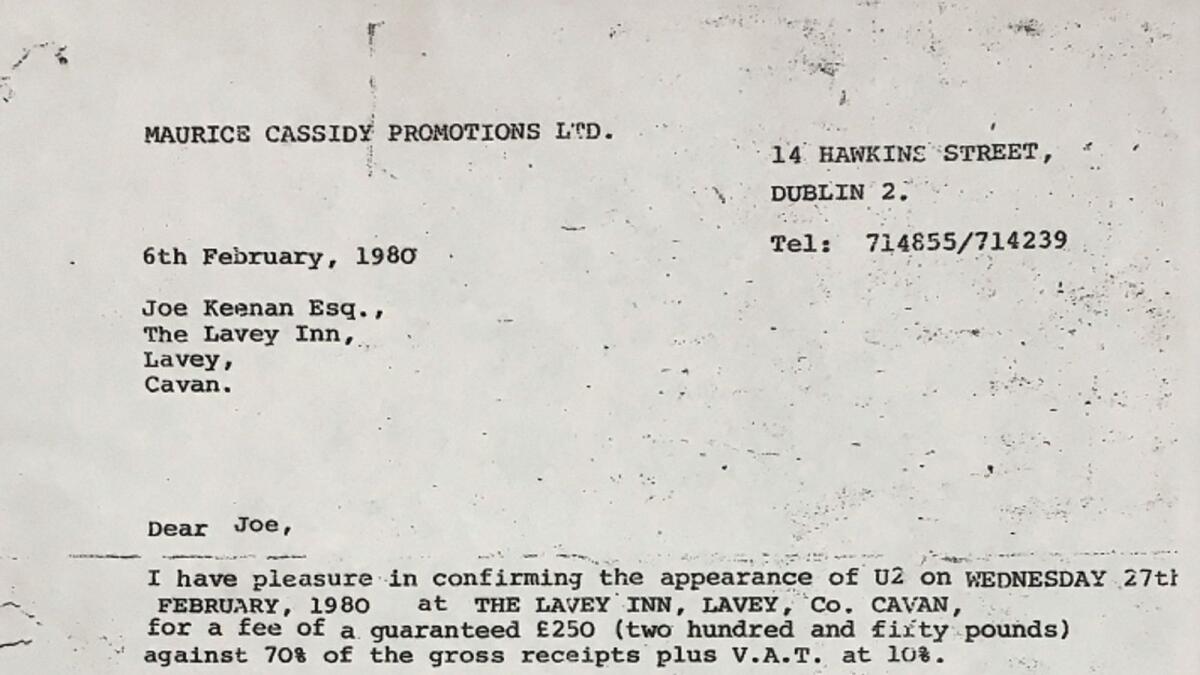 MAURICE CASSIDY PROMOTIONS LTD.
14 HAWKINS STREET,
DUBLIN 2.
Tel: 714855/714239
6th February, 1980
Joe Keenan Esq.,
The Lavey Inn,
Lavey,
Cavan.
Dear Joe,
I have pleasure in confirming the appearance of U2 on WEDNESDAY 27th
FEBRUARY, 1980 at THE LAVEY INN, LAVEY, Co. CAVAN,
for a fee of a guaranteed £250 (two hundred and fifty pounds)
against 70% of the gross receipts plus V.A.T. at 10%.